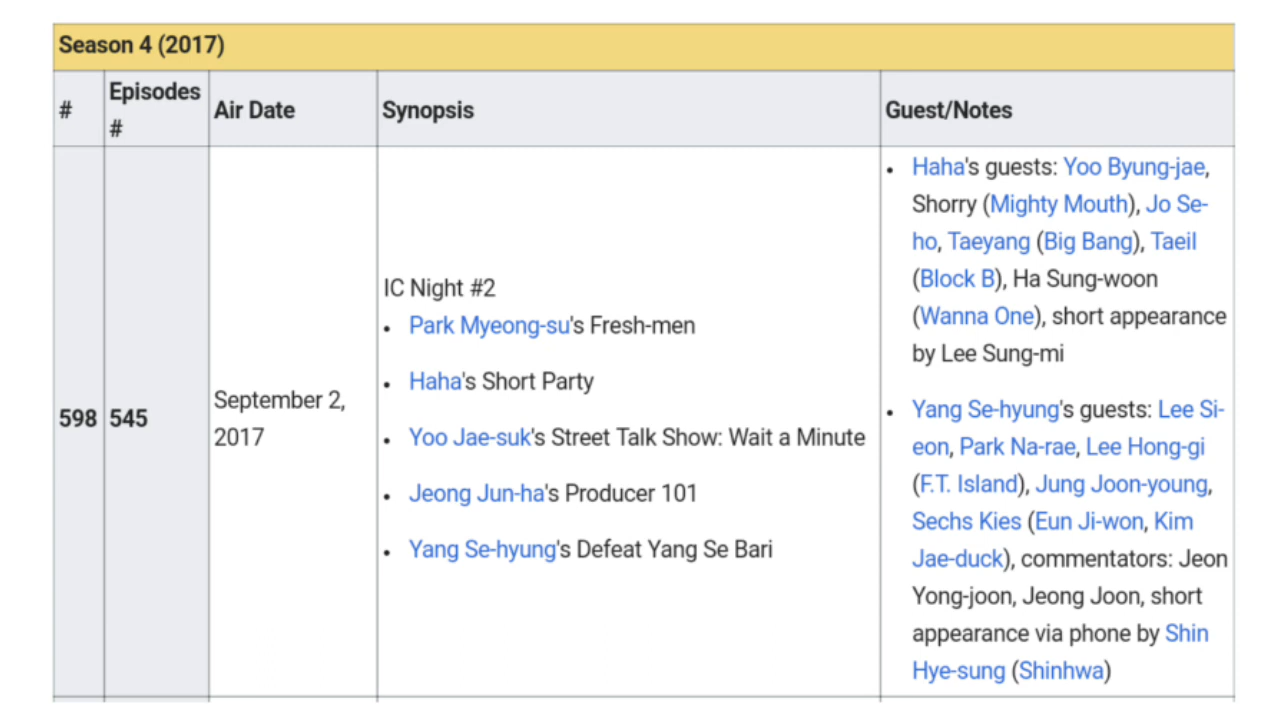 Season 4 (2017)
#
Episodes
#
Air Date
Synopsis
Guest/Notes
598
545
September 2,
2017
IC Night #2
• Park Myeong-su's Fresh-men
• Haha's Short Party
• Yoo Jae-suk's Street Talk Show: Wait a Minute
• Jeong Jun-ha's Producer 101
• Yang Se-hyung's Defeat Yang Se Bari
• Haha's guests: Yoo Byung-jae,
Shorry (Mighty Mouth), Jo Se-
ho, Taeyang (Big Bang), Taeil
(Block B), Ha Sung-woon
(Wanna One), short appearance
by Lee Sung-mi
• Yang Se-hyung's guests: Lee Si-
eon, Park Na-rae, Lee Hong-gi
(F.T. Island), Jung Joon-young,
Sechs Kies (Eun Ji-won, Kim
Jae-duck), commentators: Jeon
Yong-joon, Jeong Joon, short
appearance via phone by Shin
Hye-sung (Shinhwa)